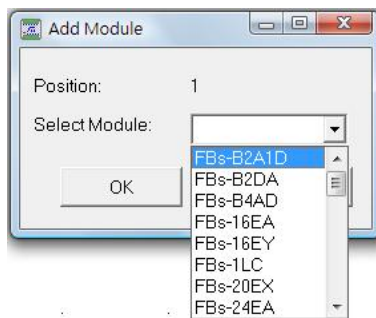 Add Module
Position: 1
Select Module:
FBs-B2A1D
FBs-B2DA
FBs-B4AD
FBs-16EA
FBs-16EY
FBs-1LC
FBs-20EX
FBs-24EA
OK